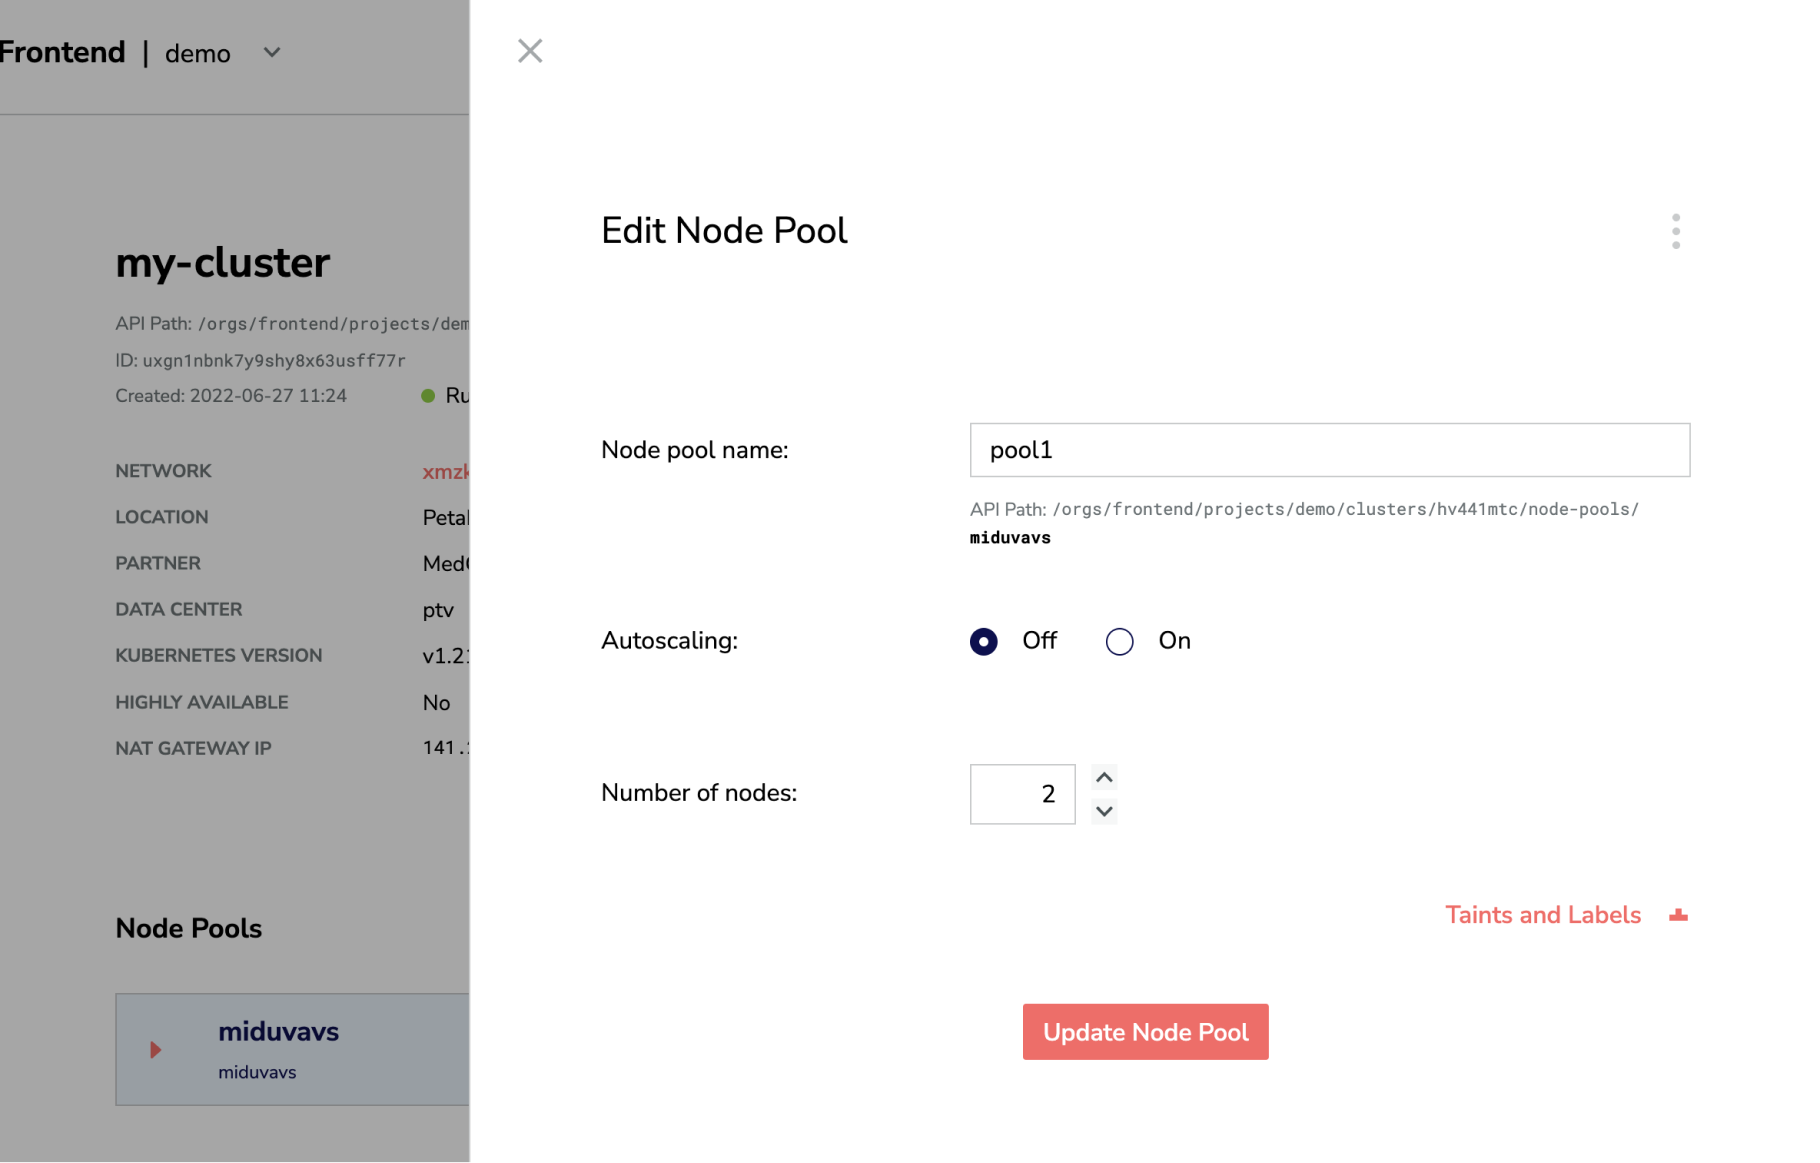 Frontend | demo
my-cluster
API Path: /orgs/frontend/projects/dem
ID: uxgn1nbnk7y9shy8x63usff77r
Created: 2022-06-27 11:24 Ru
NETWORK xmzk
LOCATION Petal
PARTNER Med
DATA CENTER ptv
KUBERNETES VERSION v1.21
HIGHLY AVAILABLE No
NAT GATEWAY IP 141.
Node Pools
miduvavs
miduvavs
Edit Node Pool
Node pool name: pool1
API Path: /orgs/frontend/projects/demo/clusters/hv441mtc/node-pools/
miduvavs
Autoscaling: Off On
Number of nodes: 2
Taints and Labels
Update Node Pool